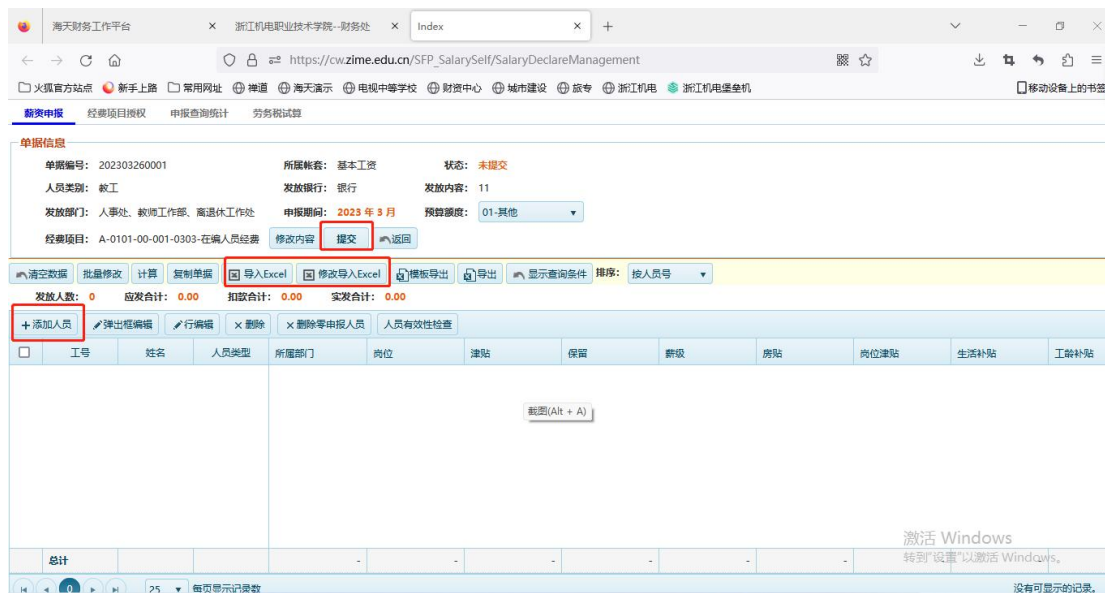 海天财务工作平台 × 浙江机电职业技术学院--财务处 × Index × +
https://cw.zime.edu.cn/SFP_SalarySelf/SalaryDeclareManagement
火狐官方站点 新手上路 常用网址 禅道 海天演示 电视中等学校 财资中心 城市建设 旅专 浙江机电 浙江机电堡垒机 移动设备上的书签
薪资申报 经费项目授权 申报查询统计 劳务税试算
单据信息
单据编号: 202303260001 所属帐套: 基本工资 状态: 未提交
人员类别: 教工 发放银行: 银行 发放内容: 11
发放部门: 人事处、教师工作部、离退休工作处 申报期间: 2023 年 3 月 预算额度: 01-其他
经费项目: A-0101-00-001-0303-在编人员经费 修改内容 提交 返回
清空数据 批量修改 计算 复制单据 导入Excel 修改导入Excel 模板导出 导出 显示查询条件 排序: 按人员号
发放人数: 0 应发合计: 0.00 扣款合计: 0.00 实发合计: 0.00
+添加人员 弹出框编辑 行编辑 ×删除 ×删除零申报人员 人员有效性检查
工号 姓名 人员类型 所属部门 岗位 津贴 保留 薪级 房贴 岗位津贴 生活补贴 工龄补贴
截图(Alt + A)
激活 Windows
转到"设置"以激活 Windows。
总计 - - - - - -
0 25 每页显示记录数 没有可显示的记录。